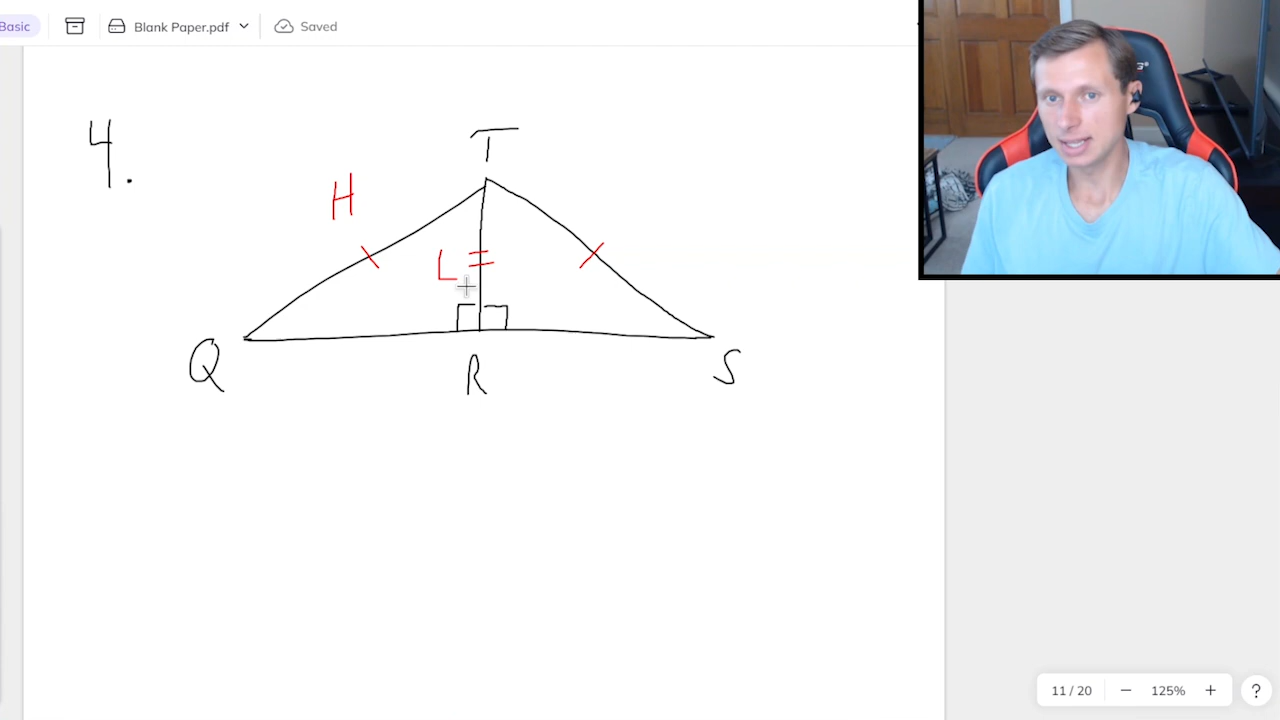 Basic
Blank Paper.pdf
Saved
4.
T
H
L
Q
R
S
11 / 20
125%
?